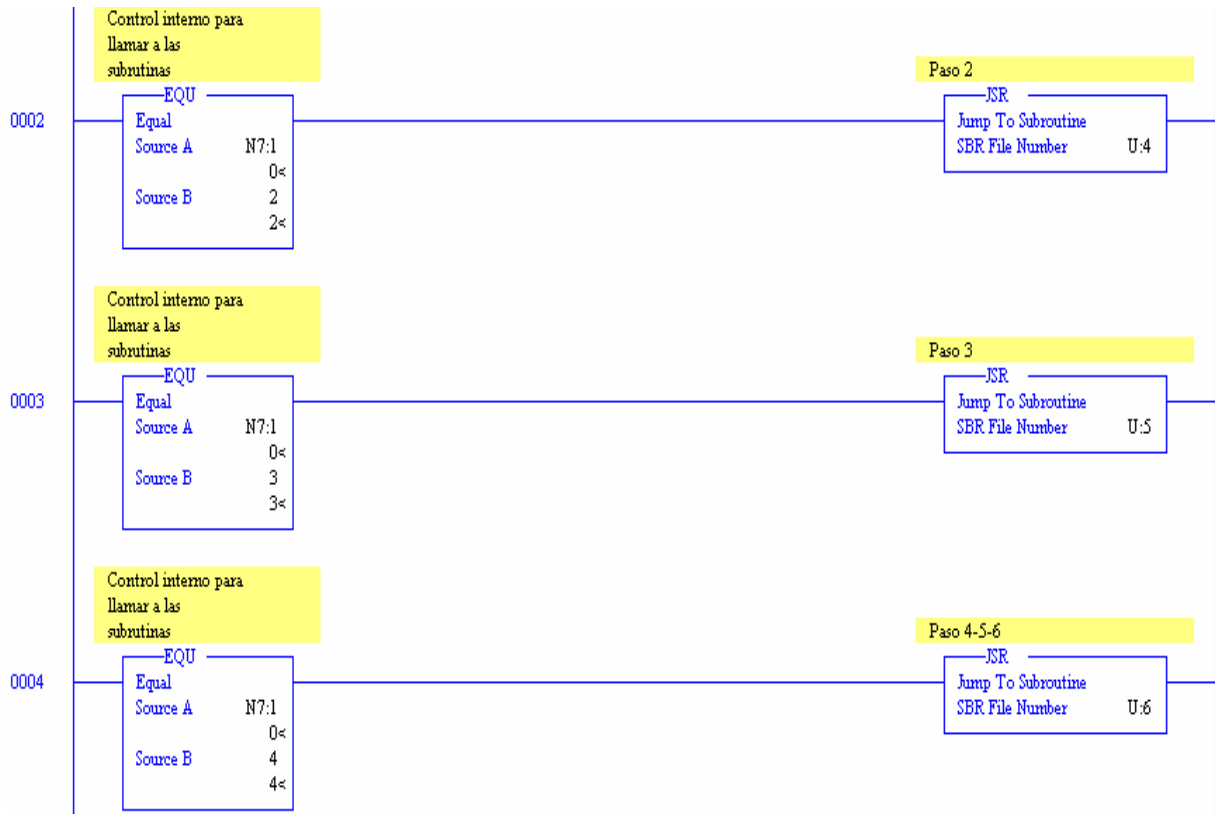 Control interno para
llamar a las
subrutinas
Paso 2
EQU
JSR
0002
Equal
Jump To Subroutine
Source A N7:1
SBR File Number U:4
0<
Source B 2
2<
Control interno para
llamar a las
subrutinas
Paso 3
EQU
JSR
0003
Equal
Jump To Subroutine
Source A N7:1
SBR File Number U:5
0<
Source B 3
3<
Control interno para
llamar a las
subrutinas
Paso 4-5-6
EQU
JSR
0004
Equal
Jump To Subroutine
Source A N7:1
SBR File Number U:6
0<
Source B 4
4<